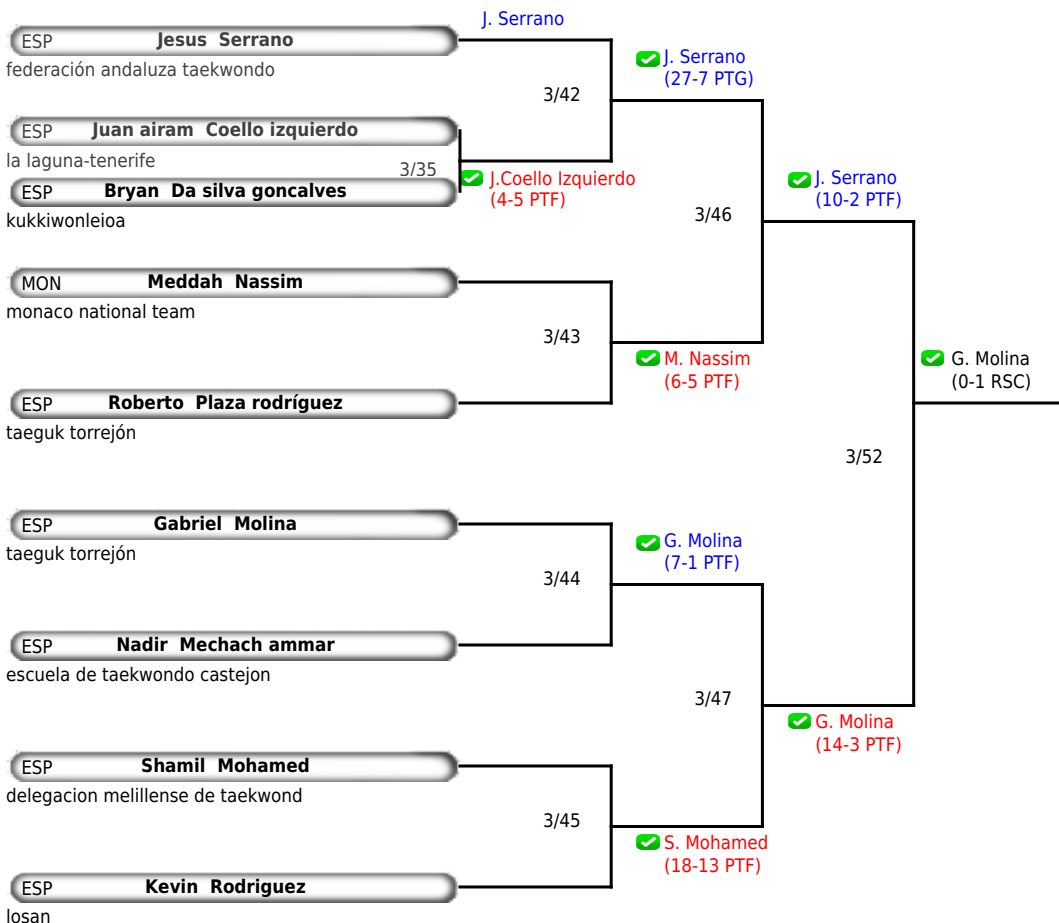 J. Serrano
ESP Jesus Serrano
federación andaluza taekwondo
J. Serrano
(27-7 PTG)
3/42
ESP Juan airam Coello izquierdo
la laguna-tenerife
3/35
J.Coello Izquierdo
(4-5 PTF)
ESP Bryan Da silva goncalves
kukkiwonleioa
J. Serrano
(10-2 PTF)
3/46
ESP Meddah Nassim
monaco national team
3/43
M. Nassim
(6-5 PTF)
G. Molina
(0-1 RSC)
ESP Roberto Plaza rodríguez
taeguk torrejón
3/52
ESP Gabriel Molina
taeguk torrejón
G. Molina
(7-1 PTF)
3/44
ESP Nadir Mechach ammar
escuela de taekwondo castejon
3/47
G. Molina
(14-3 PTF)
ESP Shamil Mohamed
delegacion melillense de taekwond
3/45
S. Mohamed
(18-13 PTF)
ESP Kevin Rodriguez
losan